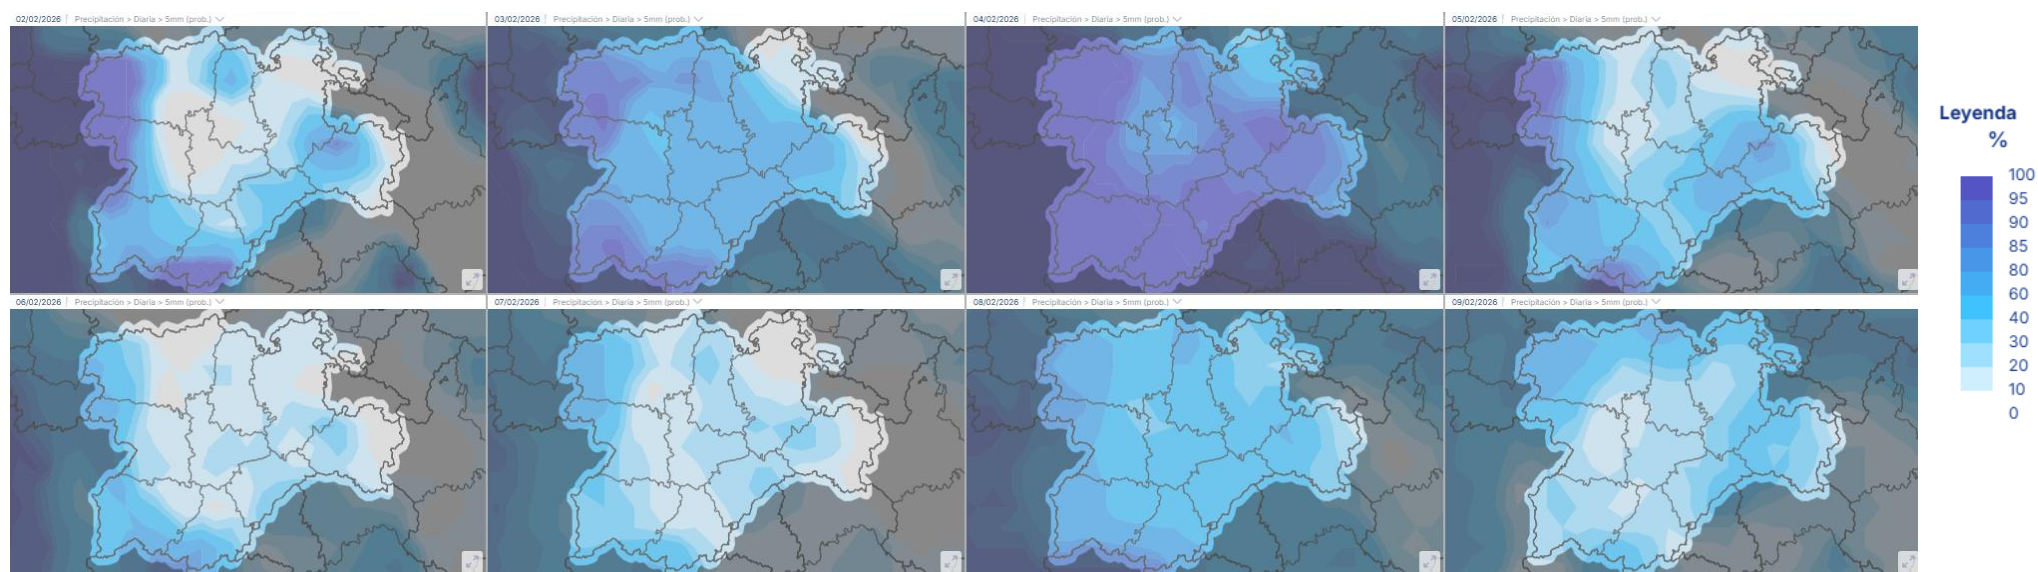 02/02/2026 | Precipitación > Diaria > 5mm (prob.)
03/02/2026 | Precipitación > Diaria > 5mm (prob.)
04/02/2026 | Precipitación > Diaria > 5mm (prob.)
05/02/2026 | Precipitación > Diaria > 5mm (prob.)
Leyenda
%
100
95
90
85
80
60
40
30
20
10
0
06/02/2026 | Precipitación > Diaria > 5mm (prob.)
07/02/2026 | Precipitación > Diaria > 5mm (prob.)
08/02/2026 | Precipitación > Diaria > 5mm (prob.)
09/02/2026 | Precipitación > Diaria > 5mm (prob.)